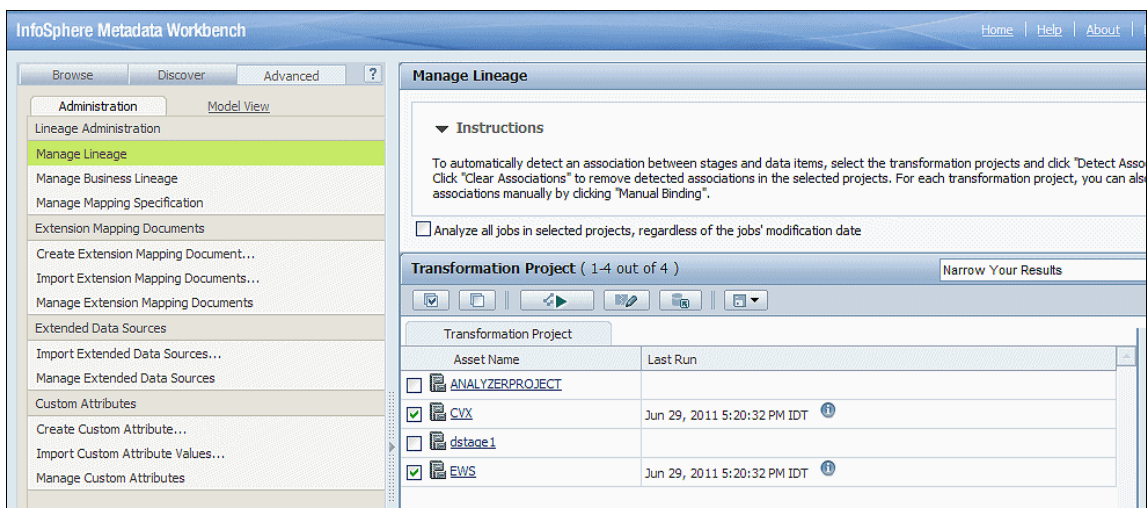 InfoSphere Metadata Workbench
Home | Help | About |
Browse
Discover
Advanced
?
Administration
Model View
Lineage Administration
Manage Lineage
Manage Business Lineage
Manage Mapping Specification
Extension Mapping Documents
Create Extension Mapping Document...
Import Extension Mapping Documents...
Manage Extension Mapping Documents
Extended Data Sources
Import Extended Data Sources...
Manage Extended Data Sources
Custom Attributes
Create Custom Attribute...
Import Custom Attribute Values...
Manage Custom Attributes
Manage Lineage
Instructions
To automatically detect an association between stages and data items, select the transformation projects and click "Detect Asso
Click "Clear Associations" to remove detected associations in the selected projects. For each transformation project, you can also
associations manually by clicking "Manual Binding".
Analyze all jobs in selected projects, regardless of the jobs' modification date
Transformation Project ( 1-4 out of 4 )
Narrow Your Results
Transformation Project
Asset Name Last Run
ANALYZERPROJECT
CVX Jun 29, 2011 5:20:32 PM IDT
dstage1
EWS Jun 29, 2011 5:20:32 PM IDT